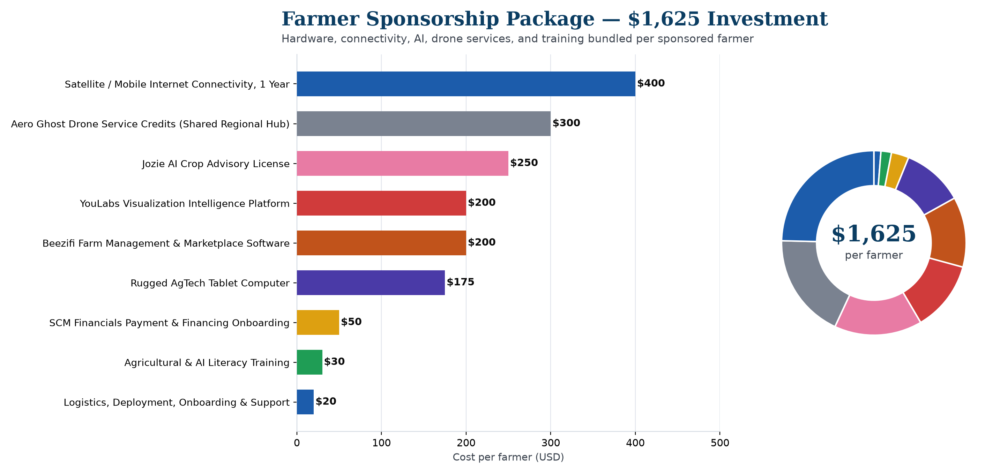 Farmer Sponsorship Package — $1,625 Investment
Hardware, connectivity, AI, drone services, and training bundled per sponsored farmer
Satellite / Mobile Internet Connectivity, 1 Year
$400
Aero Ghost Drone Service Credits (Shared Regional Hub)
$300
Jozie AI Crop Advisory License
$250
YouLabs Visualization Intelligence Platform
$200
Beezifi Farm Management & Marketplace Software
$200
Rugged AgTech Tablet Computer
$175
SCM Financials Payment & Financing Onboarding
$50
Agricultural & AI Literacy Training
$30
Logistics, Deployment, Onboarding & Support
$20
0 100 200 300 400 500
Cost per farmer (USD)
$1,625
per farmer